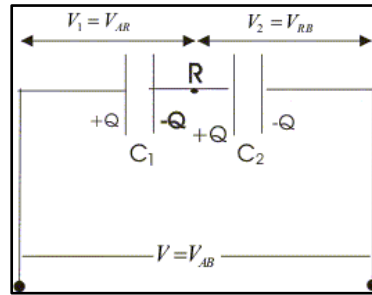 V₁ = V_AR V₂ = V_RB
R
+Q -Q +Q -Q
C₁ C₂
V = V_AB